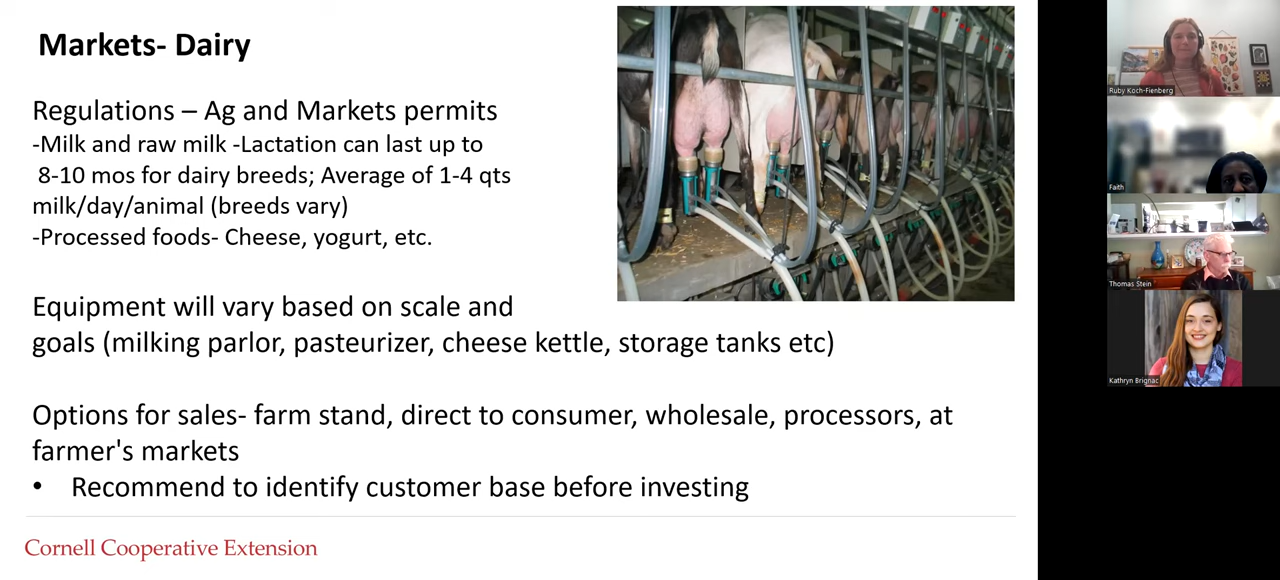 Markets- Dairy
Regulations – Ag and Markets permits
-Milk and raw milk -Lactation can last up to
8-10 mos for dairy breeds; Average of 1-4 qts
milk/day/animal (breeds vary)
-Processed foods- Cheese, yogurt, etc.
Equipment will vary based on scale and
goals (milking parlor, pasteurizer, cheese kettle, storage tanks etc)
Options for sales- farm stand, direct to consumer, wholesale, processors, at
farmer's markets
• Recommend to identify customer base before investing
Cornell Cooperative Extension
Ruby Koch-Fienberg
Faith
Thomas Stein
Kathryn Brignac